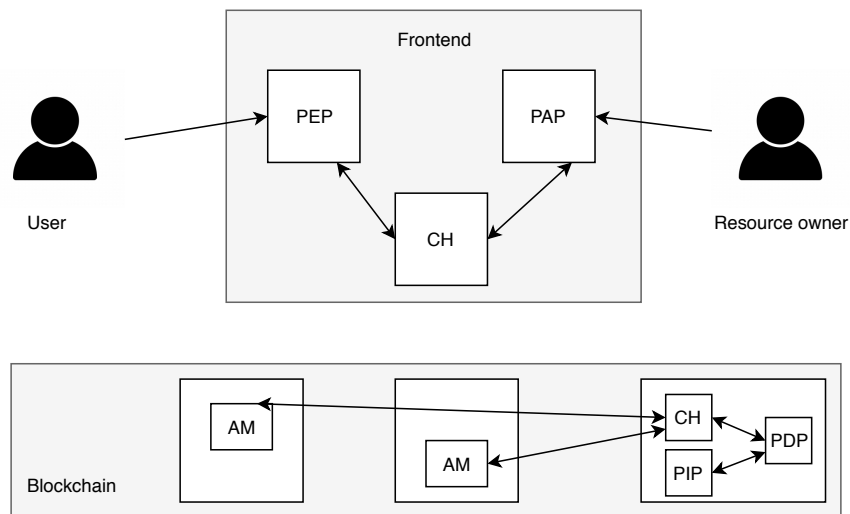 Frontend
PEP
PAP
User
CH
Resource owner
AM
CH
AM
PDP
PIP
Blockchain